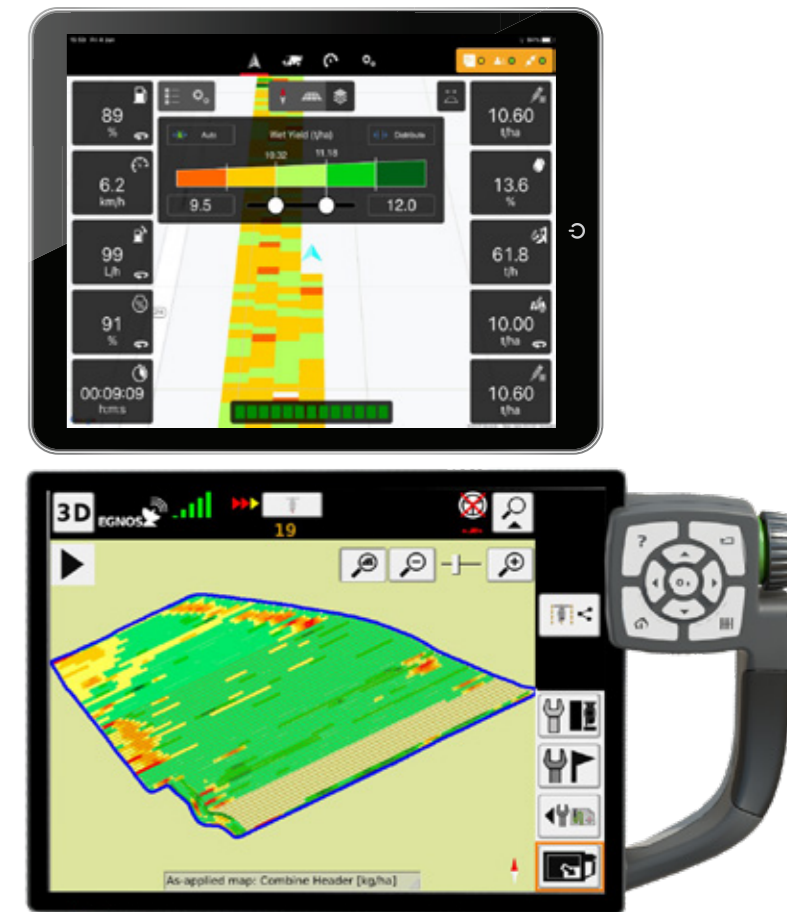 89
%
10.60
t/ha
Auto
Wet Yield (t/ha)
Distribute
10.32
11.18
6.2
km/h
9.5
12.0
13.6
%
99
L/h
61.8
t/h
91
%
10.00
t/ha
00:09:09
h:m:s
10.60
t/ha
3D
EGNOS
19
?
As-applied map: Combine Header [kg/ha]